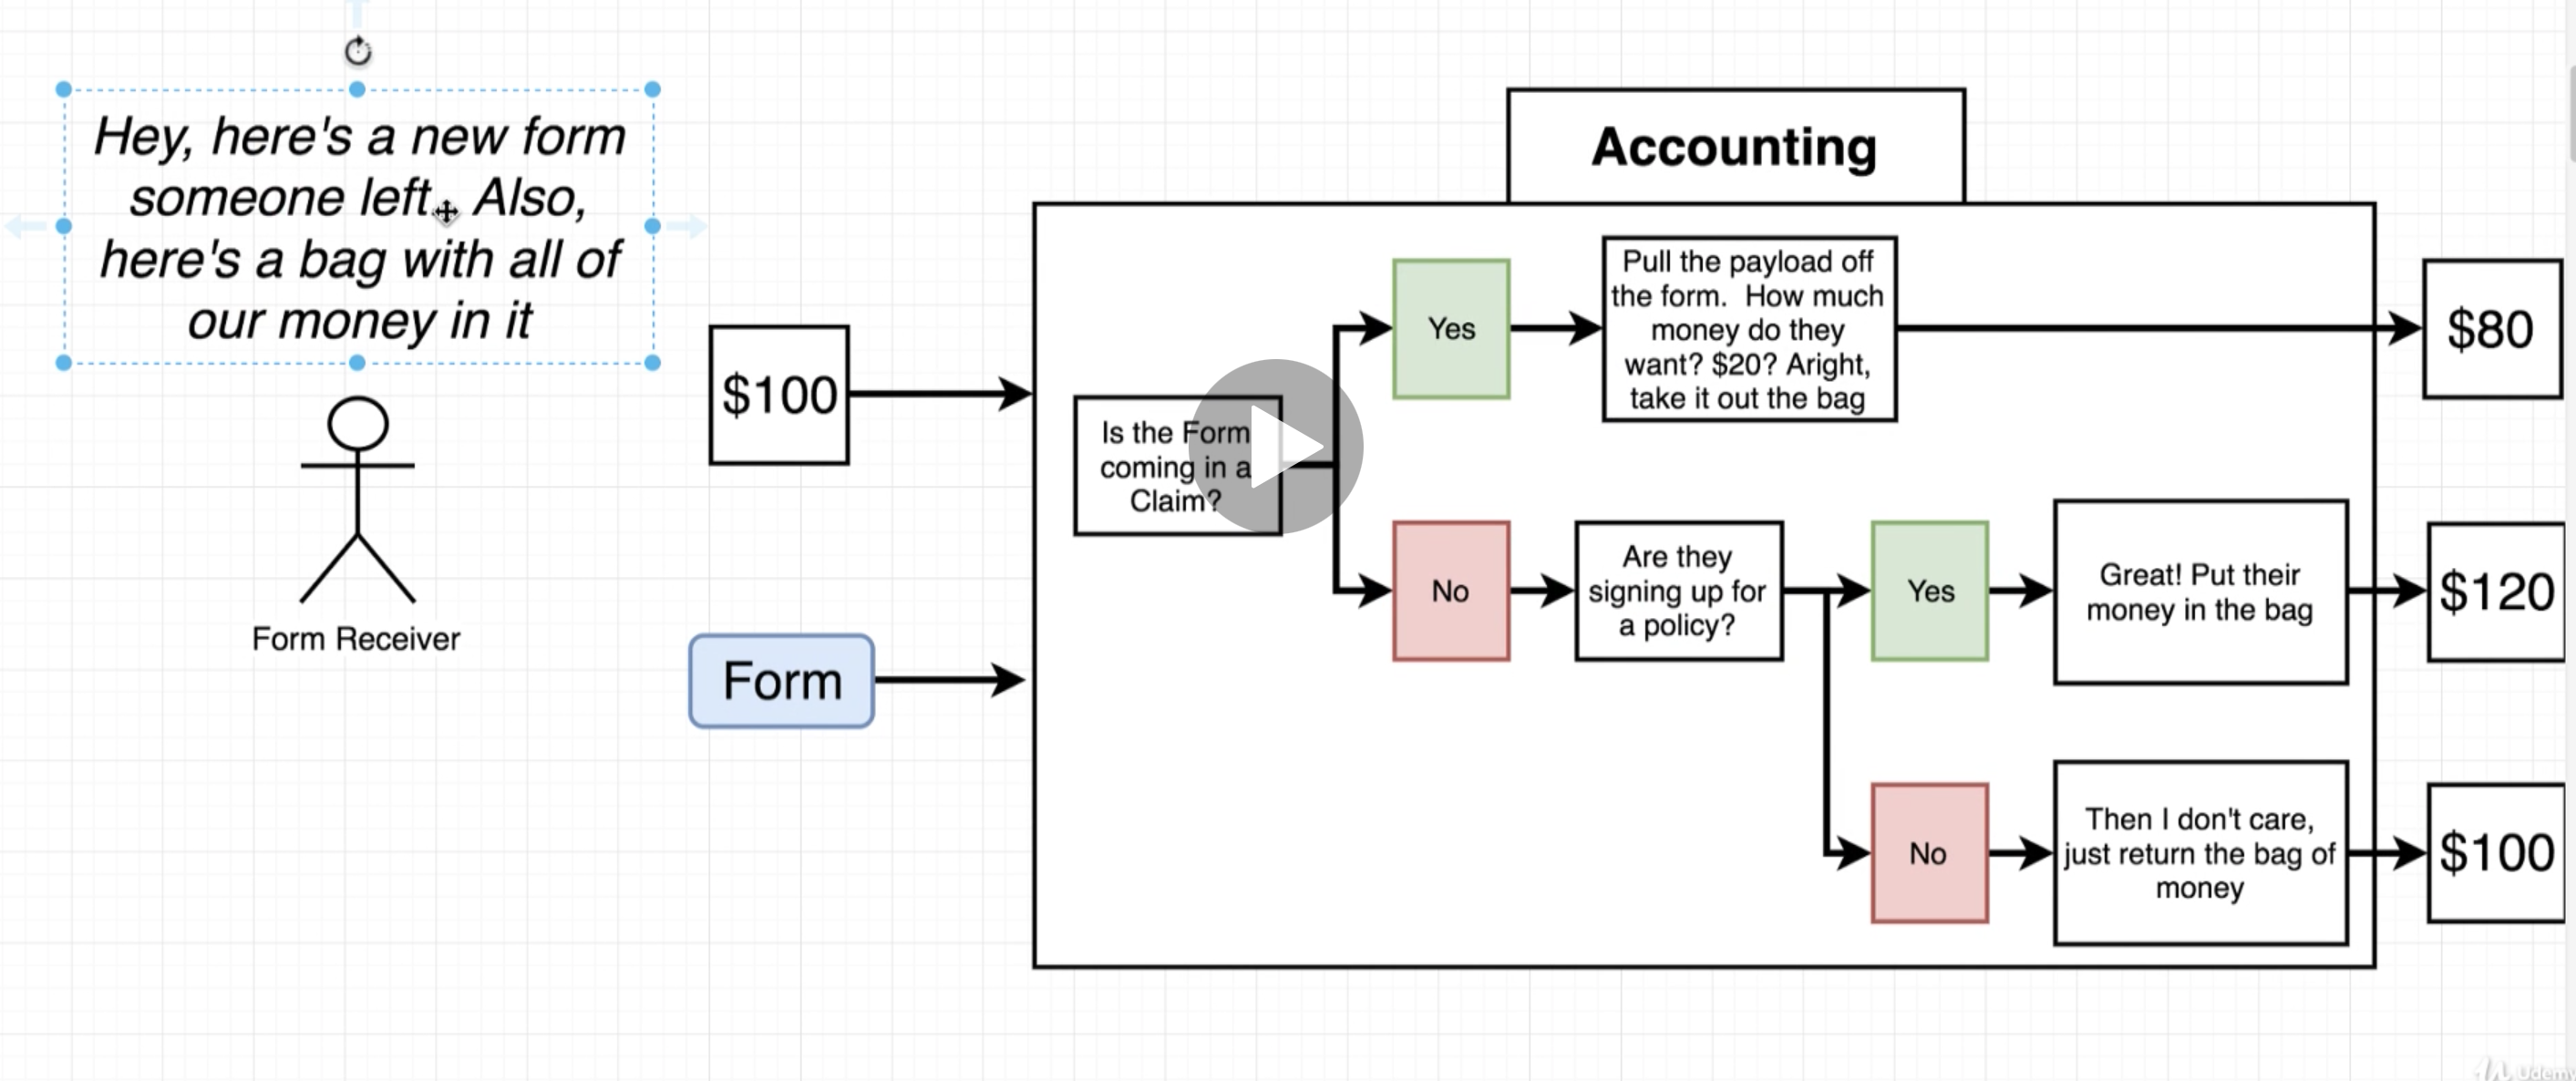 Hey, here's a new form
someone left. Also,
here's a bag with all of
our money in it
Form Receiver
$100
Form
Accounting
Is the Form
coming in a
Claim?
Yes
Pull the payload off
the form. How much
money do they
want? $20? Aright,
take it out the bag
$80
No
Are they
signing up for
a policy?
Yes
Great! Put their
money in the bag
$120
No
Then I don't care,
just return the bag of
money
$100
Udemy